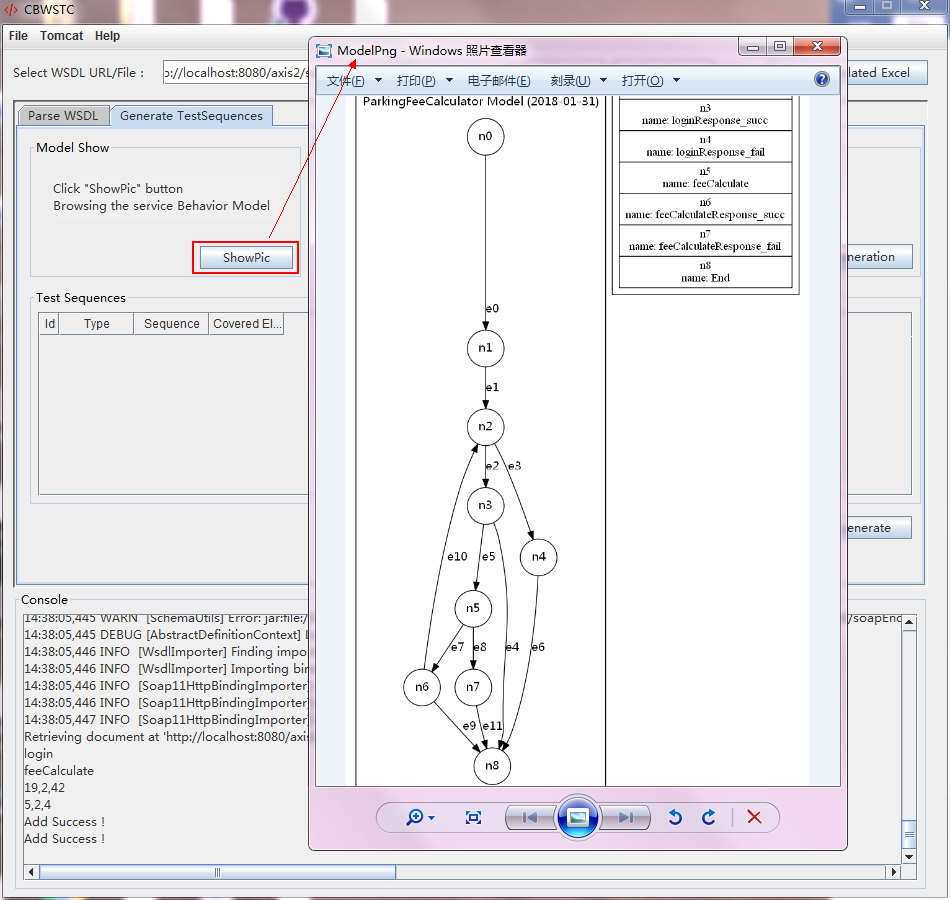 CBWSTC
File Tomcat Help
Select WSDL URL/File :
o://localhost:8080/axis2/s
lated Excel
Parse WSDL
Generate TestSequences
Model Show
Click "ShowPic" button
Browsing the service Behavior Model
ShowPic
neration
Test Sequences
Id Type Sequence Covered El...
enerate
ModelPng - Windows 照片查看器
文件(F) 打印(P) 电子邮件(E) 刻录(U) 打开(O)
ParkingFeeCalculator Model (2018-01-31)
n0
e0
n1
e1
n2
e2 e3
n3
n4
e10 e5
n5
e7 e8 e4 e6
n6 n7
e9 e11
n8
n3
name: loginResponse_succ
n4
name: loginResponse_fail
n5
name: feeCalculate
n6
name: feeCalculateResponse_succ
n7
name: feeCalculateResponse_fail
n8
name: End
Console
14:38:05,445 WARN [SchemaUtils] Error: jar:file:/
/soapEnc
14:38:05,445 DEBUG [AbstractDefinitionContext] L
14:38:05,446 INFO [WsdlImporter] Finding impo
14:38:05,446 INFO [WsdlImporter] Importing bin
14:38:05,446 INFO [Soap11HttpBindingImporter]
14:38:05,446 INFO [Soap11HttpBindingImporter]
14:38:05,447 INFO [Soap11HttpBindingImporter]
Retrieving document at 'http://localhost:8080/axis
login
feeCalculate
19,2,42
5,2,4
Add Success !
Add Success !